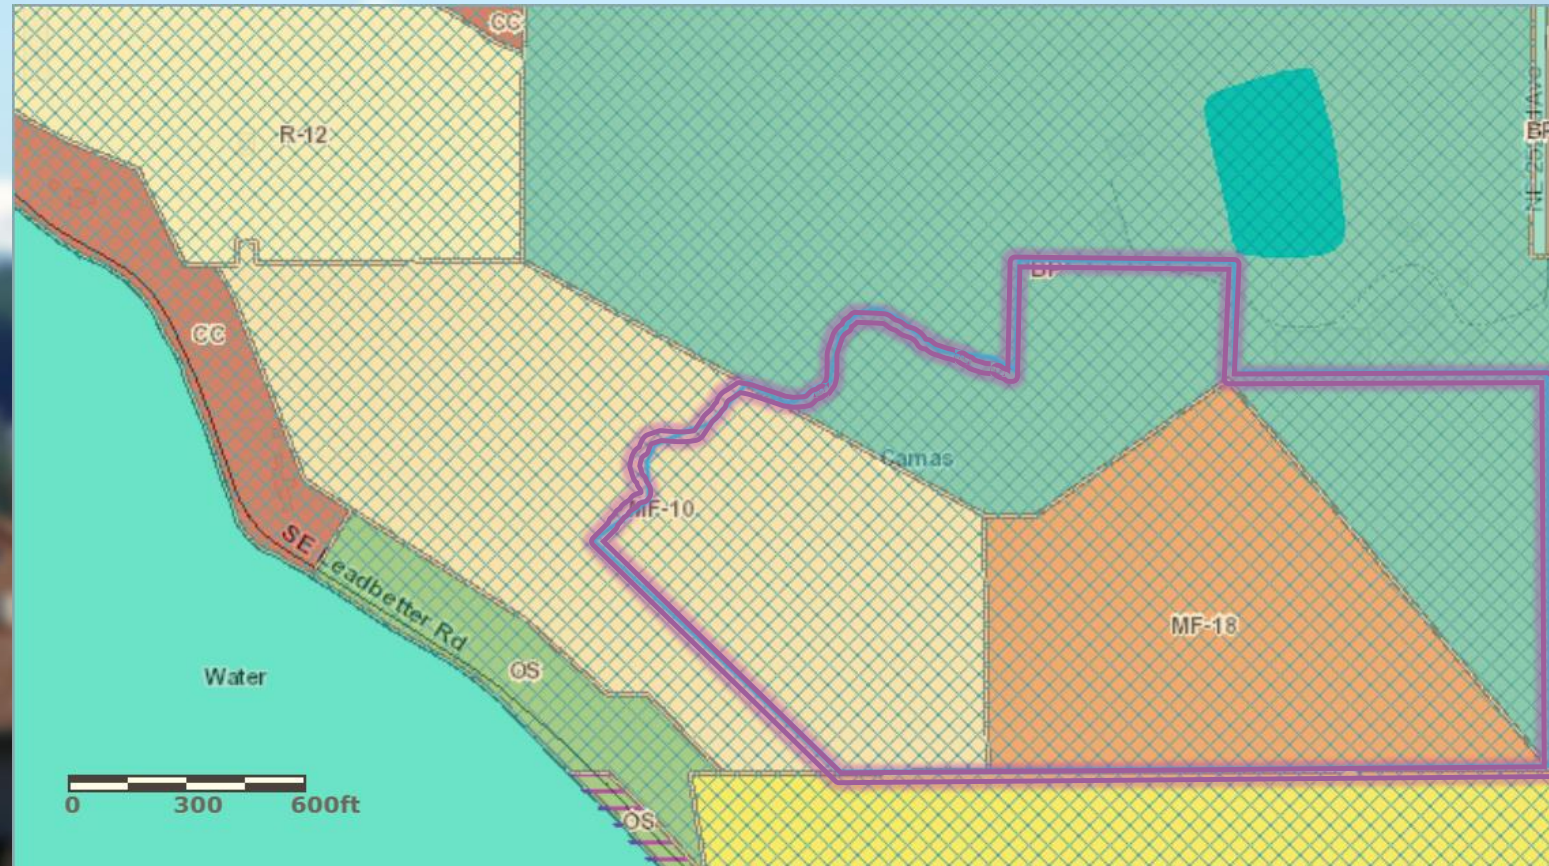 CC
R-12
BP
CC
Camas
MF-10
SE Leadbetter Rd
MF-18
OS
Water
0 300 600ft
OS